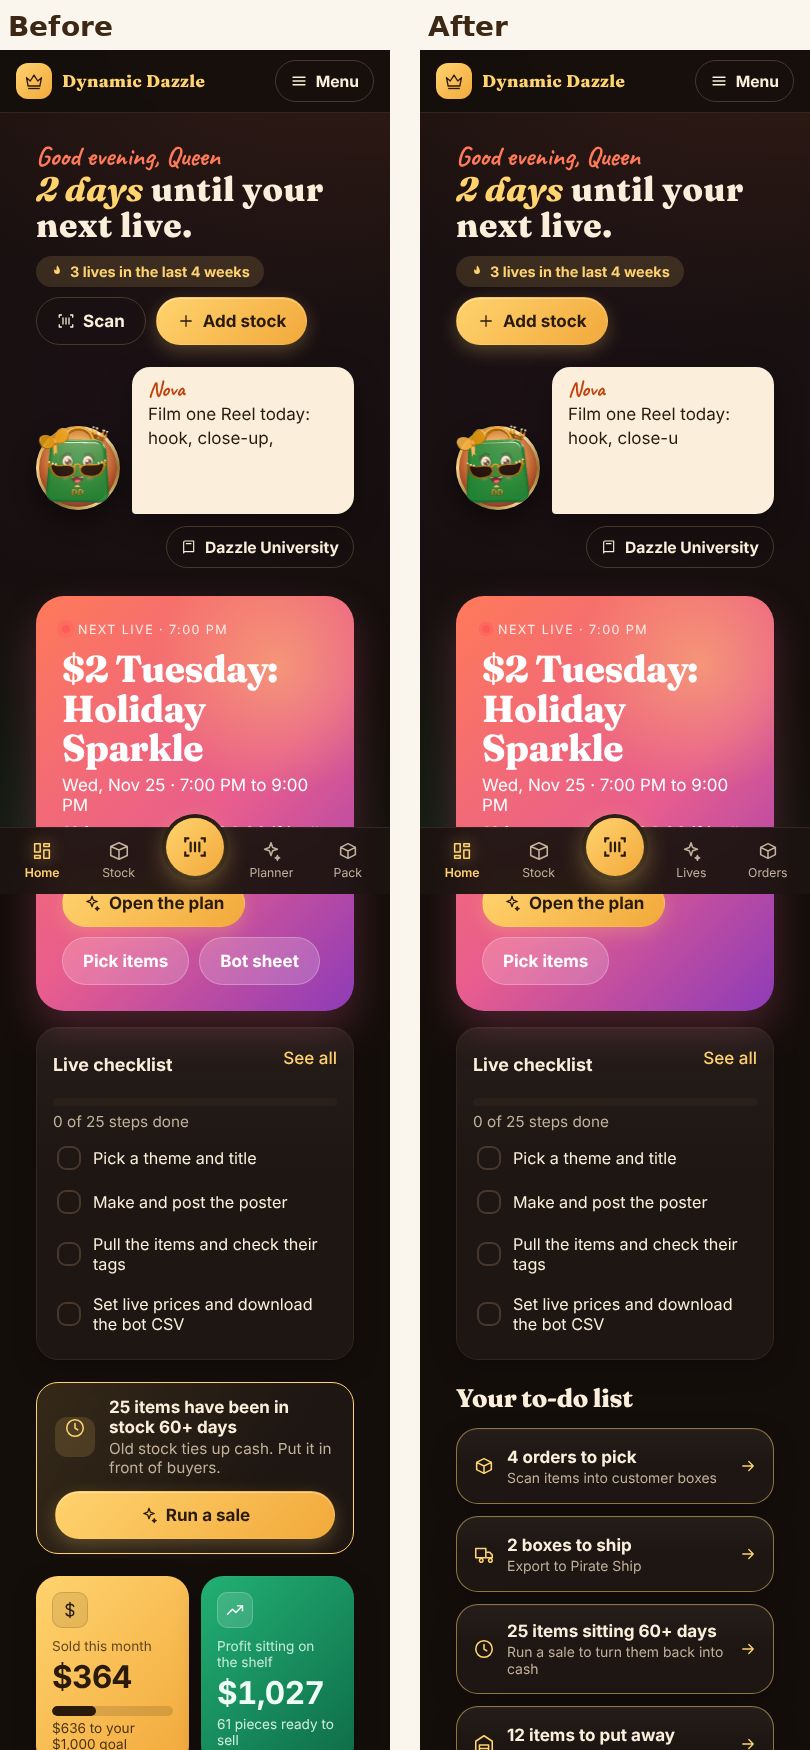 Before
Dynamic Dazzle
Menu
Good evening, Queen
2 days until your
next live.
3 lives in the last 4 weeks
Scan
Add stock
Nova
Film one Reel today:
hook, close-up,
DD
Dazzle University
NEXT LIVE · 7:00 PM
$2 Tuesday:
Holiday
Sparkle
Wed, Nov 25 · 7:00 PM to 9:00
PM
Home
Stock
Planner
Pack
Open the plan
Pick items
Bot sheet
Live checklist
See all
0 of 25 steps done
Pick a theme and title
Make and post the poster
Pull the items and check their
tags
Set live prices and download
the bot CSV
25 items have been in
stock 60+ days
Old stock ties up cash. Put it in
front of buyers.
Run a sale
$
Sold this month
$364
$636 to your
$1,000 goal
Profit sitting on
the shelf
$1,027
61 pieces ready to
sell
After
Dynamic Dazzle
Menu
Good evening, Queen
2 days until your
next live.
3 lives in the last 4 weeks
Add stock
Nova
Film one Reel today:
hook, close-u
DD
Dazzle University
NEXT LIVE · 7:00 PM
$2 Tuesday:
Holiday
Sparkle
Wed, Nov 25 · 7:00 PM to 9:00
PM
Home
Stock
Lives
Orders
Open the plan
Pick items
Live checklist
See all
0 of 25 steps done
Pick a theme and title
Make and post the poster
Pull the items and check their
tags
Set live prices and download
the bot CSV
Your to-do list
4 orders to pick
Scan items into customer boxes
2 boxes to ship
Export to Pirate Ship
25 items sitting 60+ days
Run a sale to turn them back into
cash
12 items to put away